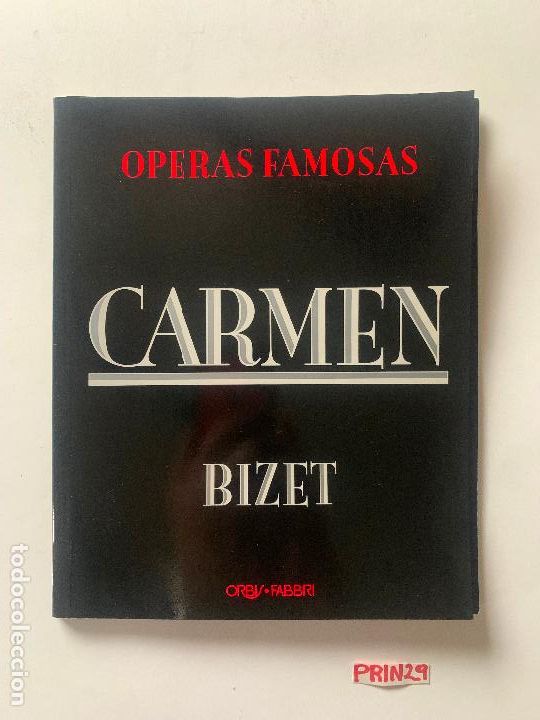 OPERAS FAMOSAS
CARMEN
BIZET
ORBIS•FABBRI
PRIN29
todocoleccion